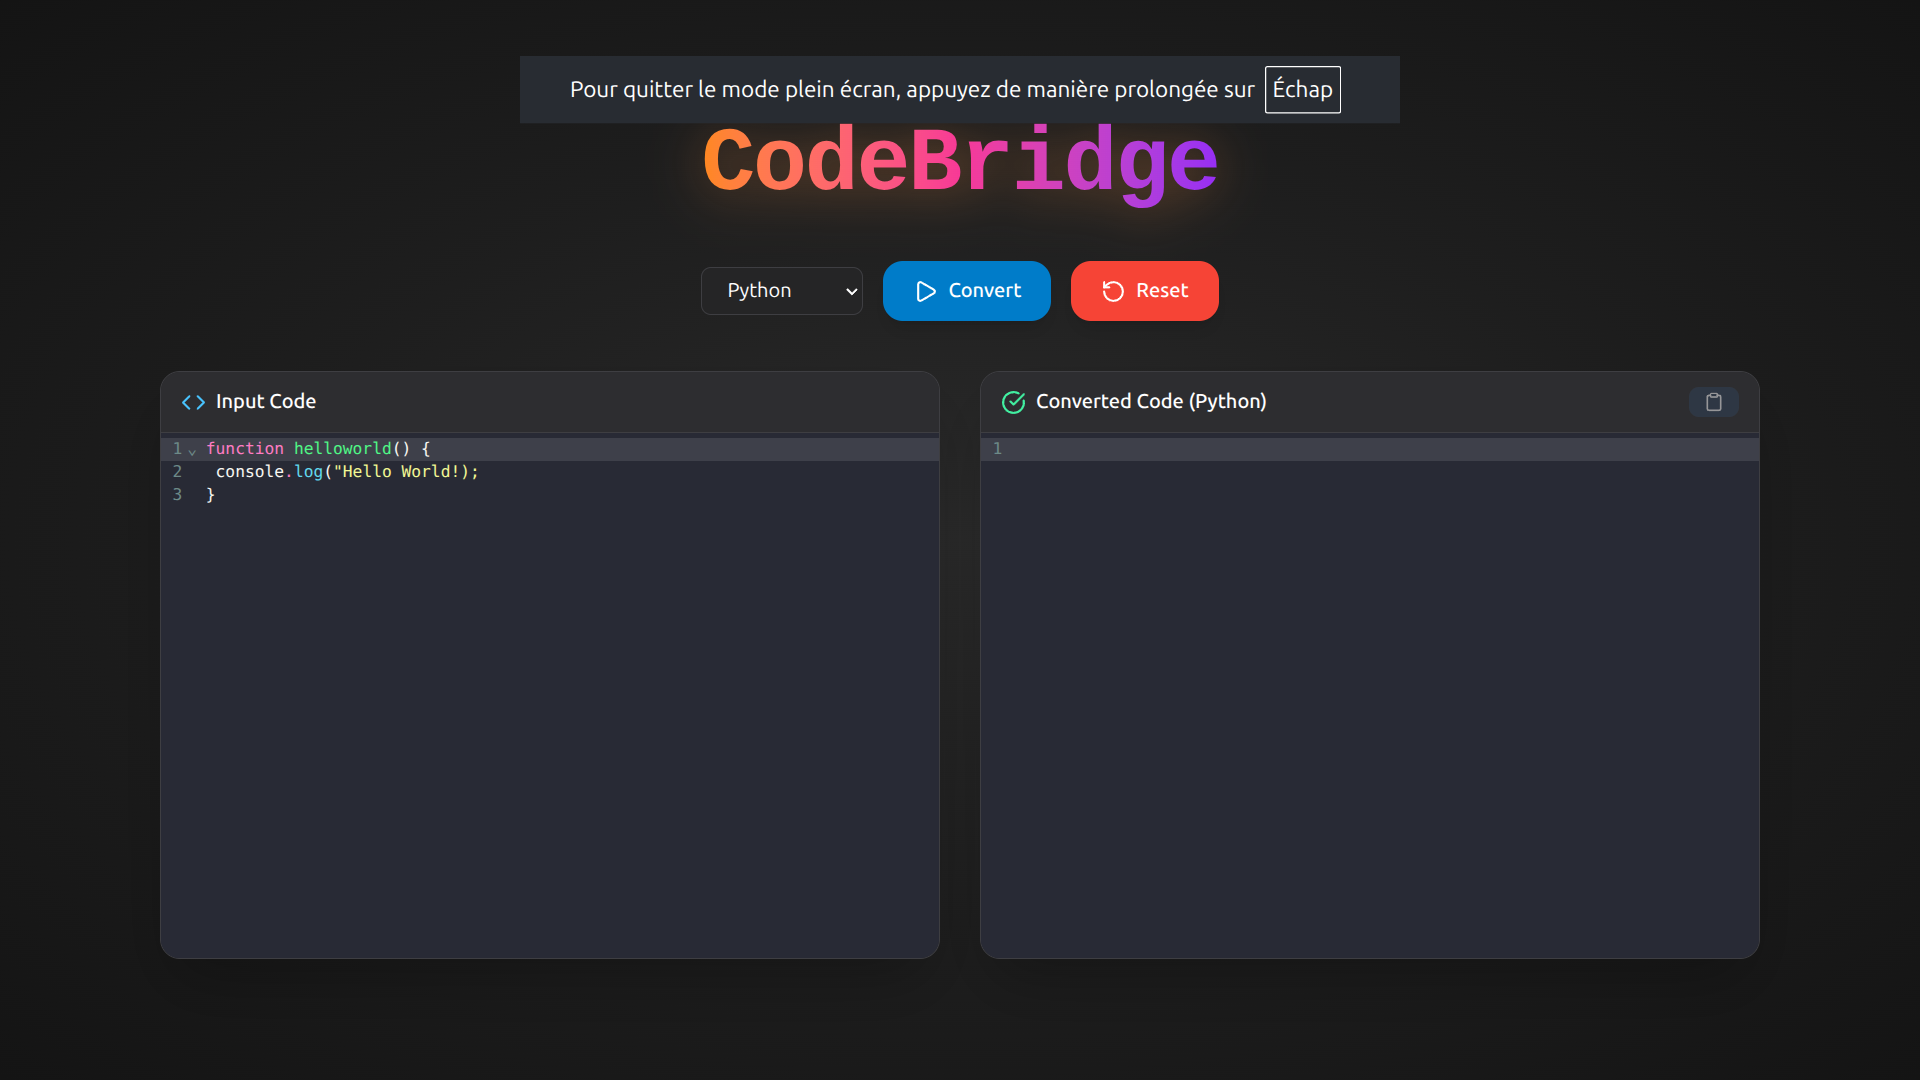 Pour quitter le mode plein écran, appuyez de manière prolongée sur Échap
CodeBridge
Python Convert Reset
Input Code
1 function helloworld() {
2 console.log("Hello World!);
3 }
Converted Code (Python)
1